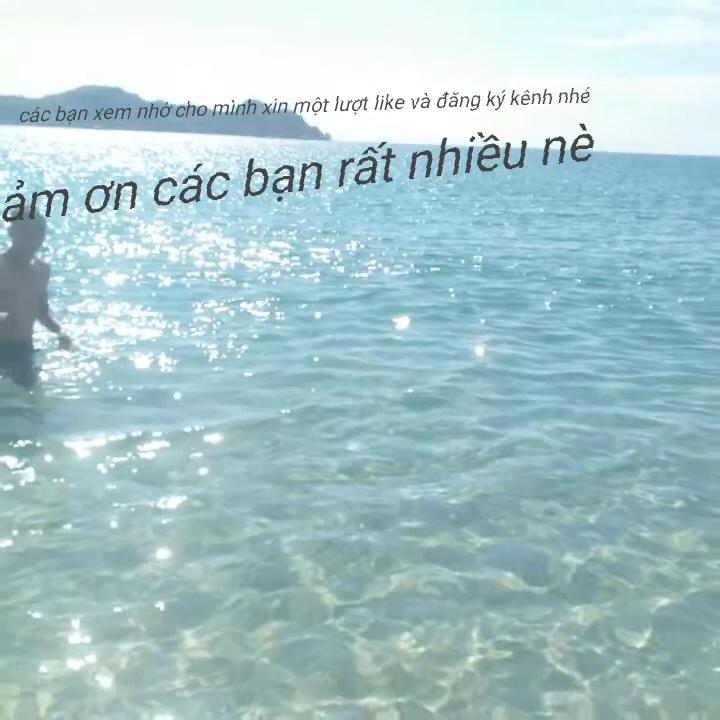 các bạn xem nhớ cho mình xin một lượt like và đăng ký kênh nhé
ảm ơn các bạn rất nhiều nè